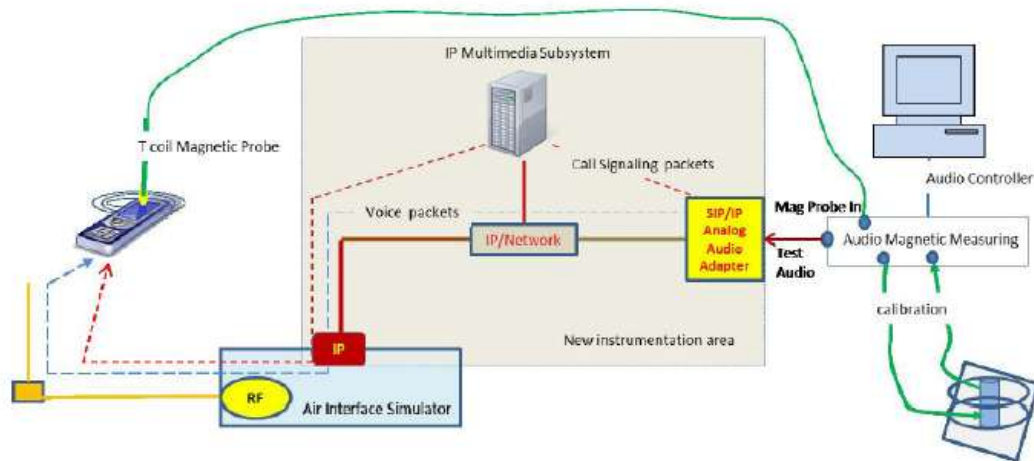 IP Multimedia Subsystem
T coil Magnetic Probe
Call Signaling packets
Audio Controller
Voice packets
Mag Probe In
SIP/IP
Analog
Audio
Adapter
IP/Network
Audio Magnetic Measuring
Test
Audio
calibration
New instrumentation area
IP
RF
Air Interface Simulator